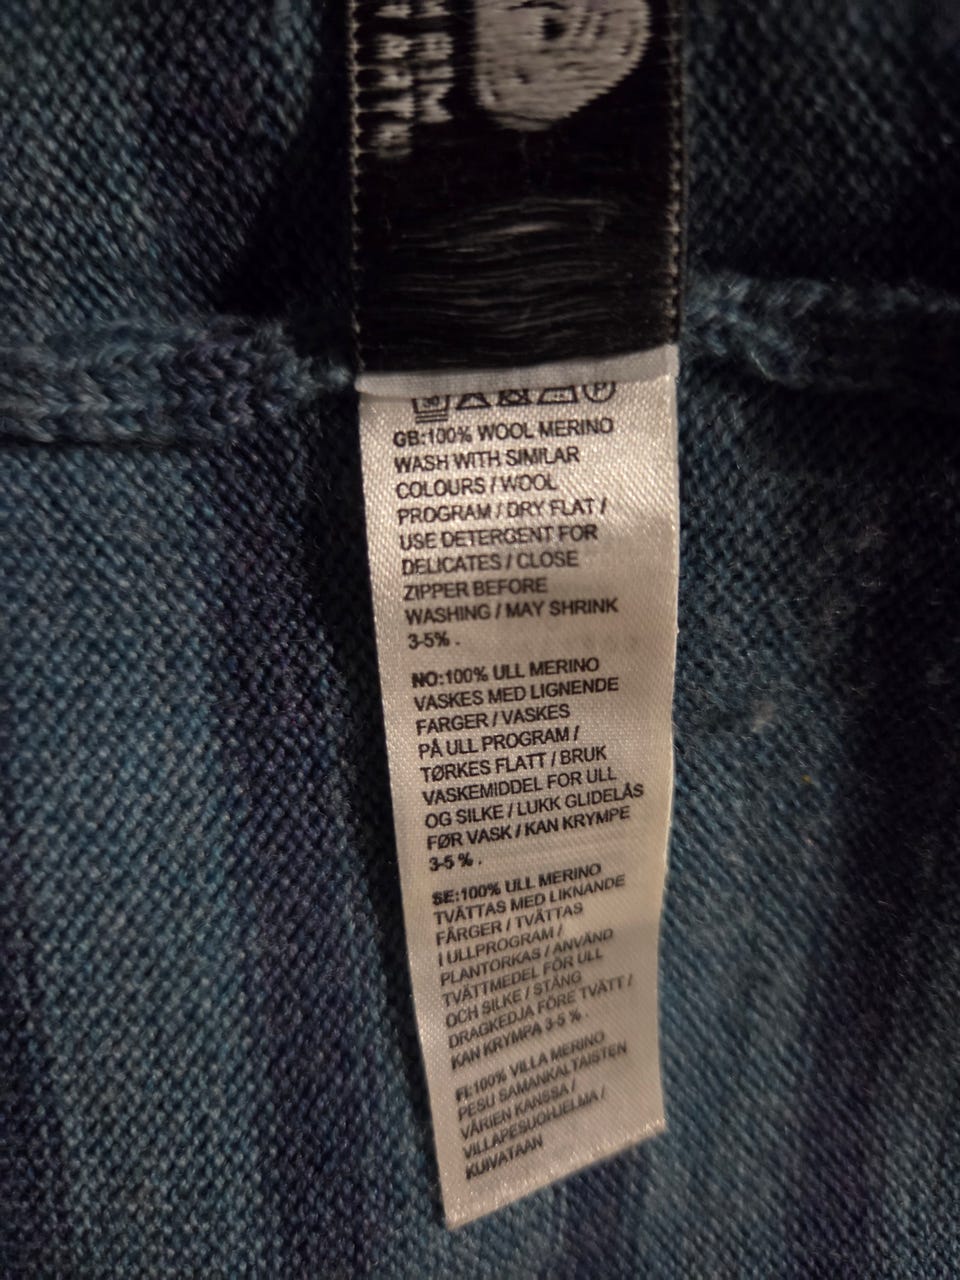 GB:100% WOOL MERINO
WASH WITH SIMILAR
COLOURS / WOOL
PROGRAM / DRY FLAT /
USE DETERGENT FOR
DELICATES / CLOSE
ZIPPER BEFORE
WASHING / MAY SHRINK
3-5% .
NO:100% ULL MERINO
VASKES MED LIGNENDE
FARGER / VASKES
PÅ ULL PROGRAM /
TØRKES FLATT / BRUK
VASKEMIDDEL FOR ULL
OG SILKE / LUKK GLIDELÅS
FØR VASK / KAN KRYMPE
3-5 % .
SE:100% ULL MERINO
TVÄTTAS MED LIKNANDE
FÄRGER / TVÄTTAS
I ULLPROGRAM /
PLANTORKAS / ANVÄND
TVÄTTMEDEL FÖR ULL
OCH SILKE / STÄNG
DRAGKEDJA FÖRE TVÄTT /
KAN KRYMPA 3-5 % .
FI:100% VILLA MERINO
PESU SAMANKALTAISTEN
VÄRIEN KANSSA /
VILLAPESUOHJELMA /
KUIVATAAN